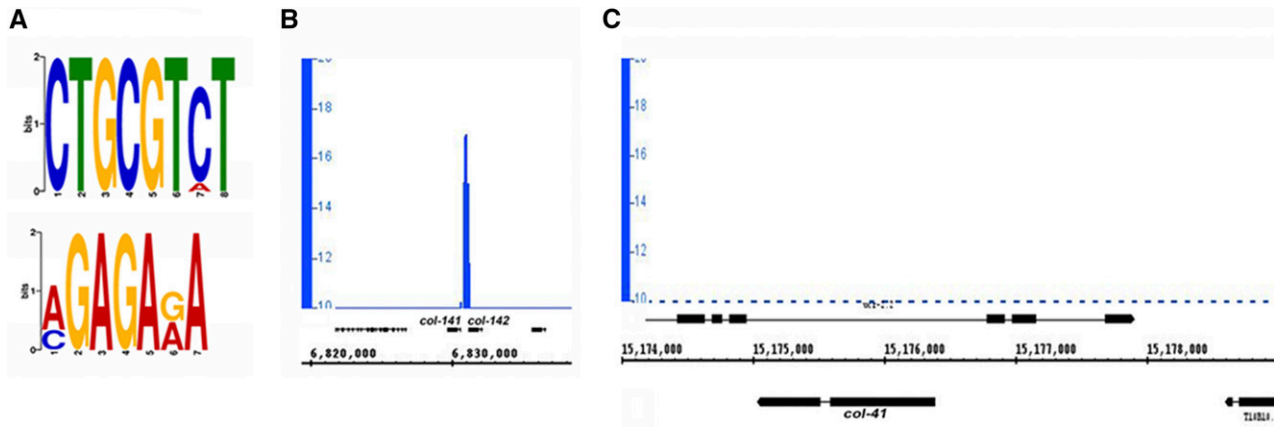 A
B
C
2
bits
1
0
CTGCGTCT
A
1 2 3 4 5 6 7 8
2
bits
1
0
AGAGAGA
C A
1 2 3 4 5 6 7
18
16
14
12
10
col-141 col-142
6,820,000 6,830,000
18
16
14
12
10
15,174,000 15,175,000 15,176,000 15,177,000 15,178,000
col-41